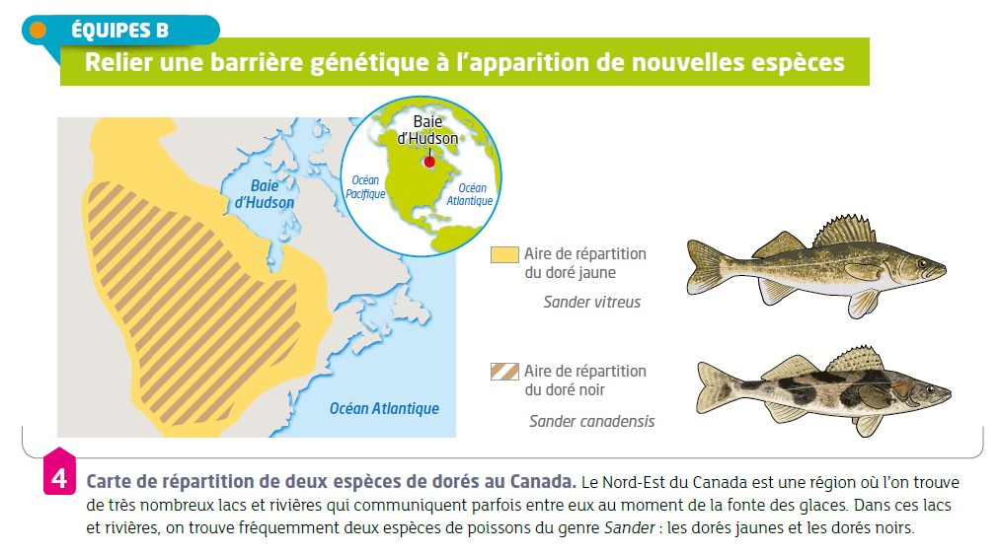 ÉQUIPES B
Relier une barrière génétique à l'apparition de nouvelles espèces
Baie
d'Hudson
Océan
Pacifique
Océan
Atlantique
Baie
d'Hudson
Océan Atlantique
Aire de répartition
du doré jaune
Sander vitreus
Aire de répartition
du doré noir
Sander canadensis
4
Carte de répartition de deux espèces de dorés au Canada. Le Nord-Est du Canada est une région où l'on trouve
de très nombreux lacs et rivières qui communiquent parfois entre eux au moment de la fonte des glaces. Dans ces lacs
et rivières, on trouve fréquemment deux espèces de poissons du genre Sander : les dorés jaunes et les dorés noirs.